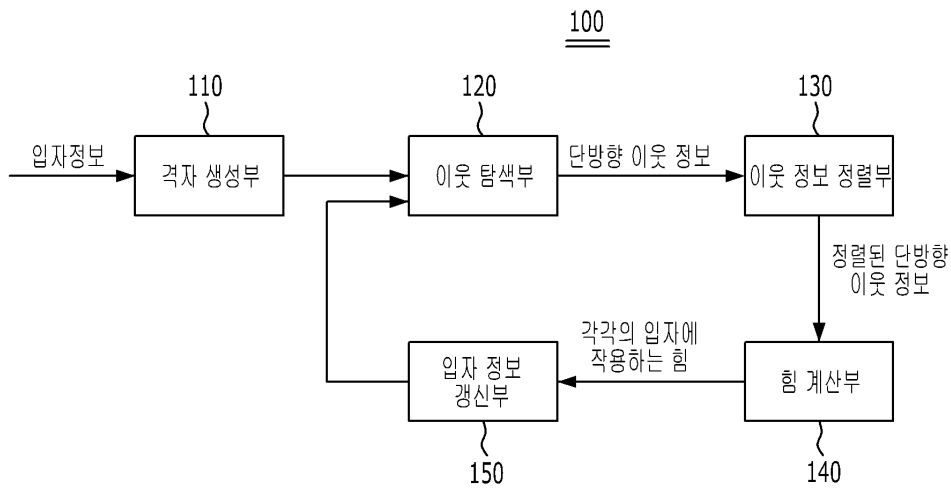 100
110
120
130
입자정보
격자 생성부
이웃 탐색부
단방향 이웃 정보
이웃 정보 정렬부
정렬된 단방향
이웃 정보
각각의 입자에
작용하는 힘
입자 정보
갱신부
힘 계산부
150
140